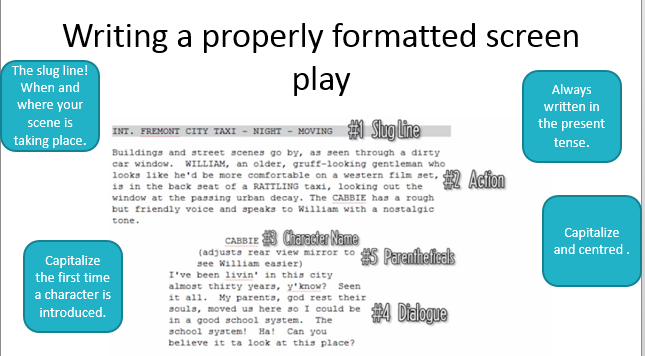 Writing a properly formatted screen
play
The slug line!
When and
where your
scene is
taking place.
Always
written in
the present
tense.
INT. FREMONT CITY TAXI - NIGHT - MOVING #1 Slug Line
Buildings and street scenes go by, as seen through a dirty
car window. WILLIAM, an older, gruff-looking gentleman who
looks like he'd be more comfortable on a western film set,
is in the back seat of a RATTLING taxi, looking out the
window at the passing urban decay. The CABBIE has a rough
but friendly voice and speaks to William with a nostalgic
tone.
#2 Action
Capitalize
and centred .
CABBIE #3 Character Name
(adjusts rear view mirror to
see William easier)
#5 Parentheticals
I've been livin' in this city
almost thirty years, y'know? Seen
it all. My parents, god rest their
souls, moved us here so I could be
in a good school system. The
school system! Ha! Can you
believe it ta look at this place?
#4 Dialogue
Capitalize
the first time
a character is
introduced.